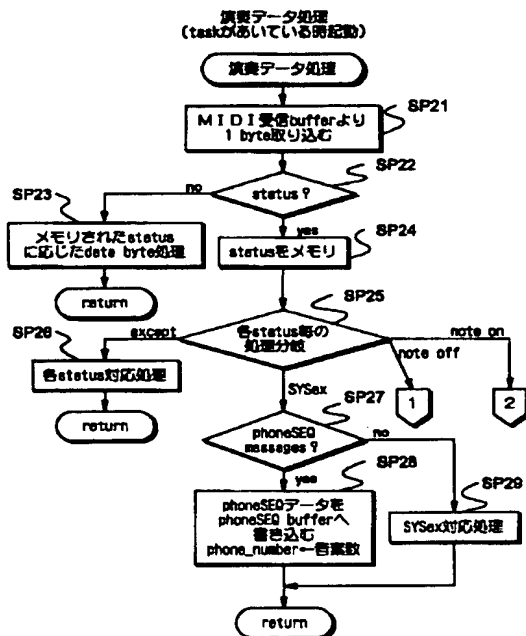 演奏データ処理
(taskがあいている時起動)
演奏データ処理
SP21
MIDI受信bufferより
1 byte取り込む
SP22
status?
no
yes
SP23
メモリされたstatus
に応じたdata byte処理
return
SP24
statusをメモリ
SP25
各status毎の
処理分岐
except
note on
note off
SP26
各status対応処理
return
1
2
SYSex
SP27
phoneSEQ
messages?
no
yes
SP28
phoneSEQデータを
phoneSEQ bufferへ
書き込む
phone_number←音素数
SP29
SYSex対応処理
return